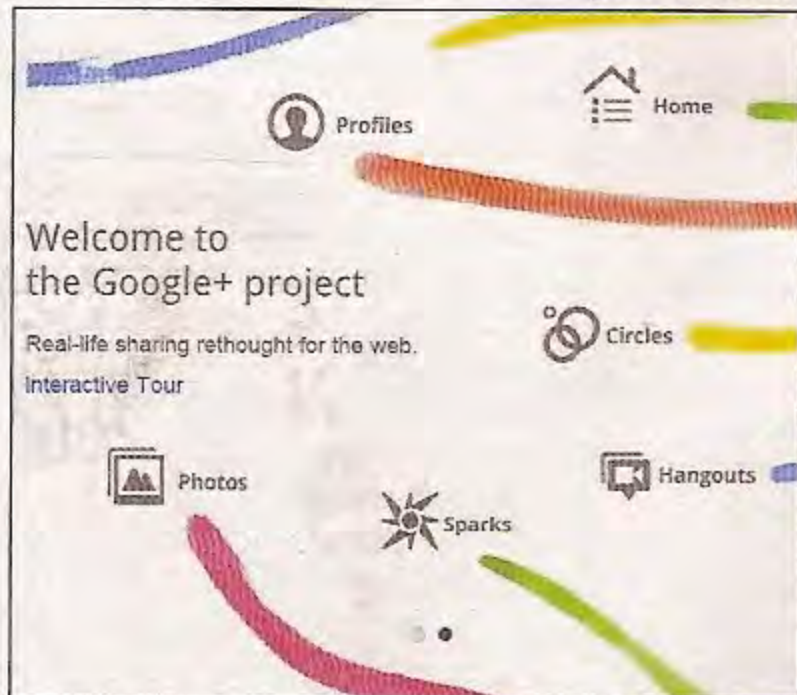 Profiles
Home
Welcome to
the Google+ project
Real-life sharing rethought for the web.
Interactive Tour
Circles
Photos
Hangouts
Sparks